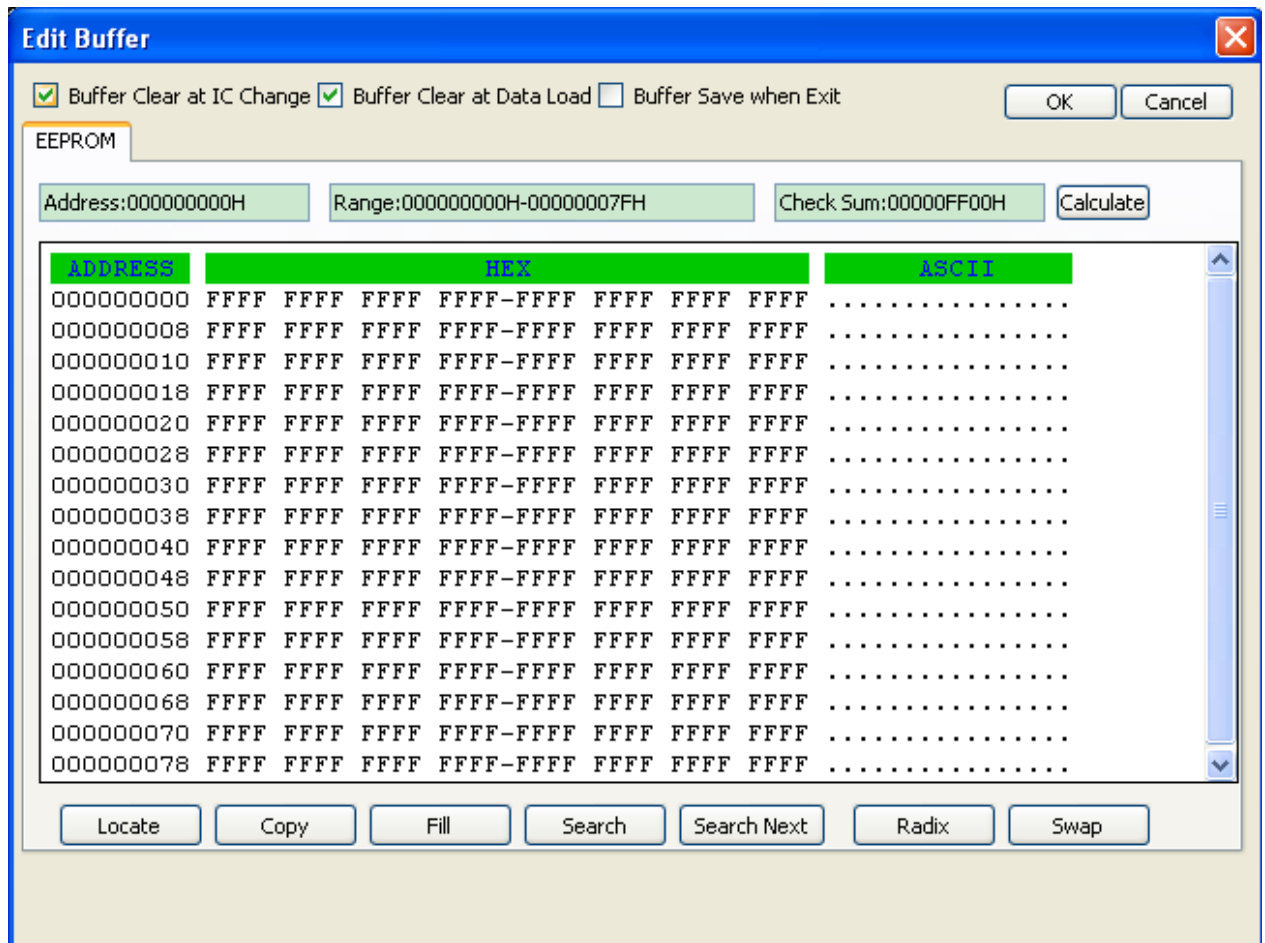 Edit Buffer
Buffer Clear at IC Change Buffer Clear at Data Load Buffer Save when Exit OK Cancel
EEPROM
Address:000000000H Range:000000000H-00000007FH Check Sum:00000FF00H Calculate
ADDRESS HEX ASCII
000000000 FFFF FFFF FFFF FFFF-FFFF FFFF FFFF FFFF ................
000000008 FFFF FFFF FFFF FFFF-FFFF FFFF FFFF FFFF ................
000000010 FFFF FFFF FFFF FFFF-FFFF FFFF FFFF FFFF ................
000000018 FFFF FFFF FFFF FFFF-FFFF FFFF FFFF FFFF ................
000000020 FFFF FFFF FFFF FFFF-FFFF FFFF FFFF FFFF ................
000000028 FFFF FFFF FFFF FFFF-FFFF FFFF FFFF FFFF ................
000000030 FFFF FFFF FFFF FFFF-FFFF FFFF FFFF FFFF ................
000000038 FFFF FFFF FFFF FFFF-FFFF FFFF FFFF FFFF ................
000000040 FFFF FFFF FFFF FFFF-FFFF FFFF FFFF FFFF ................
000000048 FFFF FFFF FFFF FFFF-FFFF FFFF FFFF FFFF ................
000000050 FFFF FFFF FFFF FFFF-FFFF FFFF FFFF FFFF ................
000000058 FFFF FFFF FFFF FFFF-FFFF FFFF FFFF FFFF ................
000000060 FFFF FFFF FFFF FFFF-FFFF FFFF FFFF FFFF ................
000000068 FFFF FFFF FFFF FFFF-FFFF FFFF FFFF FFFF ................
000000070 FFFF FFFF FFFF FFFF-FFFF FFFF FFFF FFFF ................
000000078 FFFF FFFF FFFF FFFF-FFFF FFFF FFFF FFFF ................
Locate Copy Fill Search Search Next Radix Swap